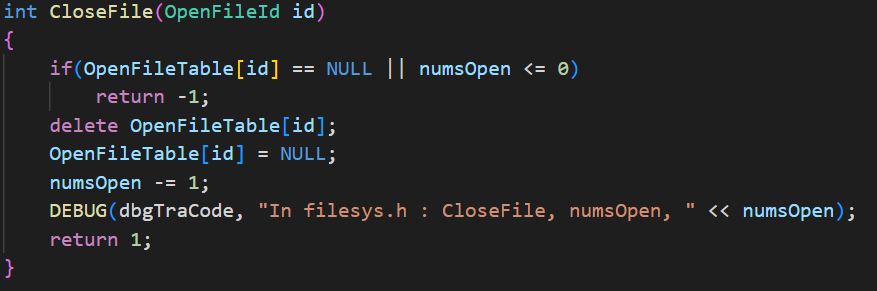 int CloseFile(OpenFileId id)
{
    if(OpenFileTable[id] == NULL || numsOpen <= 0)
        return -1;
    delete OpenFileTable[id];
    OpenFileTable[id] = NULL;
    numsOpen -= 1;
    DEBUG(dbgTraCode, "In filesys.h : CloseFile, numsOpen, " << numsOpen);
    return 1;
}